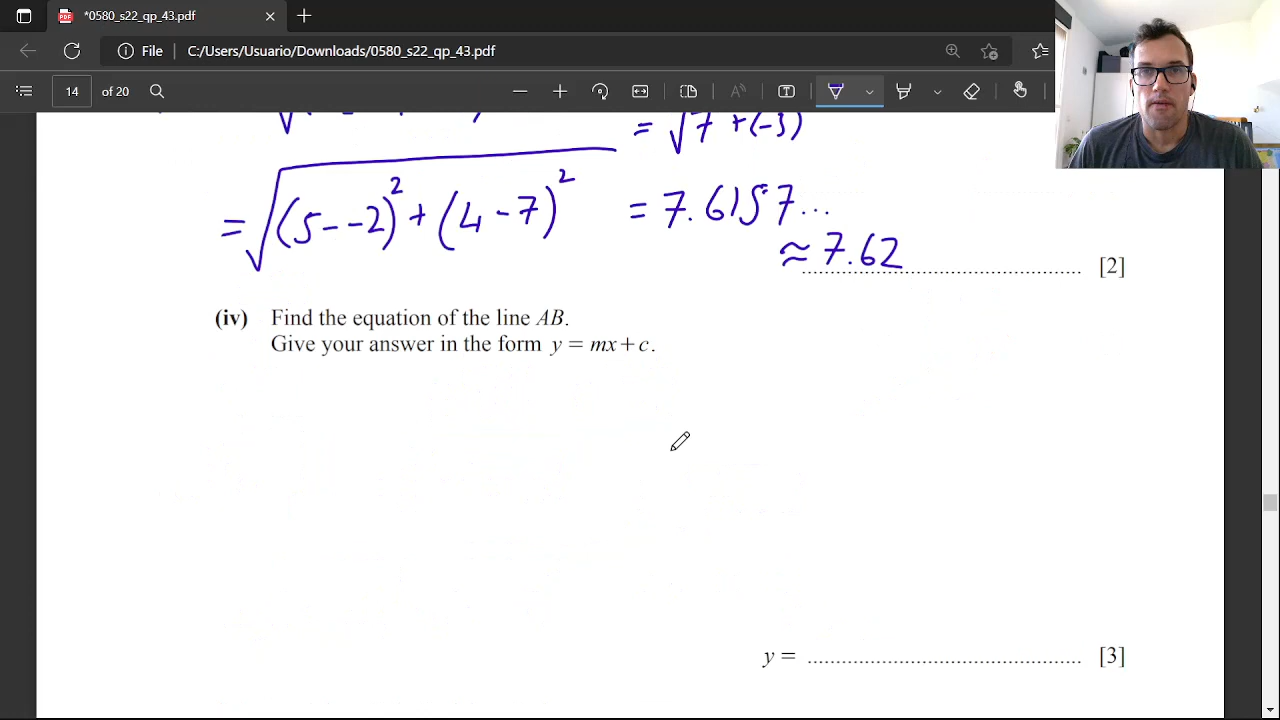 *0580_s22_qp_43.pdf
File C:/Users/Usuario/Downloads/0580_s22_qp_43.pdf
14 of 20
= √7 + (-3)
= √(5 - -2)² + (4 - 7)² = 7.6157...
≈ 7.62 [2]
(iv) Find the equation of the line AB.
Give your answer in the form y = mx + c.
y = ................................................ [3]